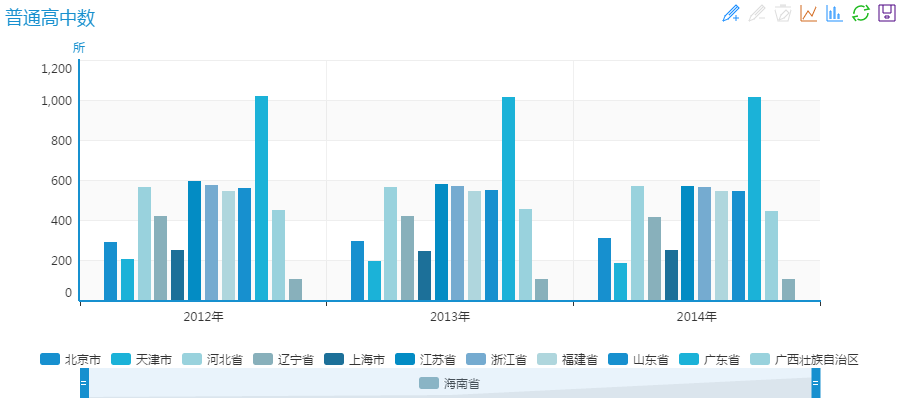 普通高中数
所
1,200
1,000
800
600
400
200
0
2012年 2013年 2014年
北京市 天津市 河北省 辽宁省 上海市 江苏省 浙江省 福建省 山东省 广东省 广西壮族自治区
海南省